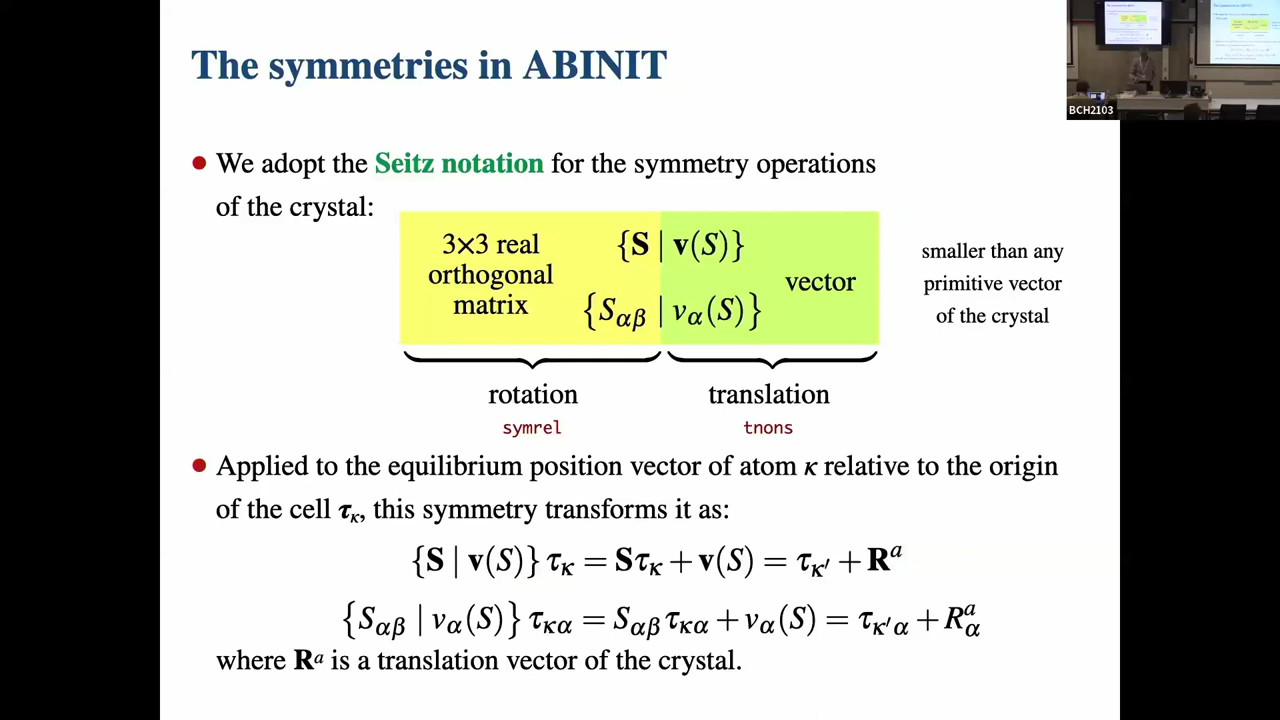 The symmetries in ABINIT
BCH2103
• We adopt the Seitz notation for the symmetry operations
of the crystal:
3×3 real
orthogonal
matrix
{S | v(S)}
{Sαβ | vα(S)}
vector
smaller than any
primitive vector
of the crystal
rotation
translation
symrel
tnons
• Applied to the equilibrium position vector of atom κ relative to the origin
of the cell τκ, this symmetry transforms it as:
{S | v(S)} τκ = Sτκ + v(S) = τκ′ + Rᵃ
{Sαβ | vα(S)} τκα = Sαβ τκα + vα(S) = τκ′α + Rᵃα
where Rᵃ is a translation vector of the crystal.